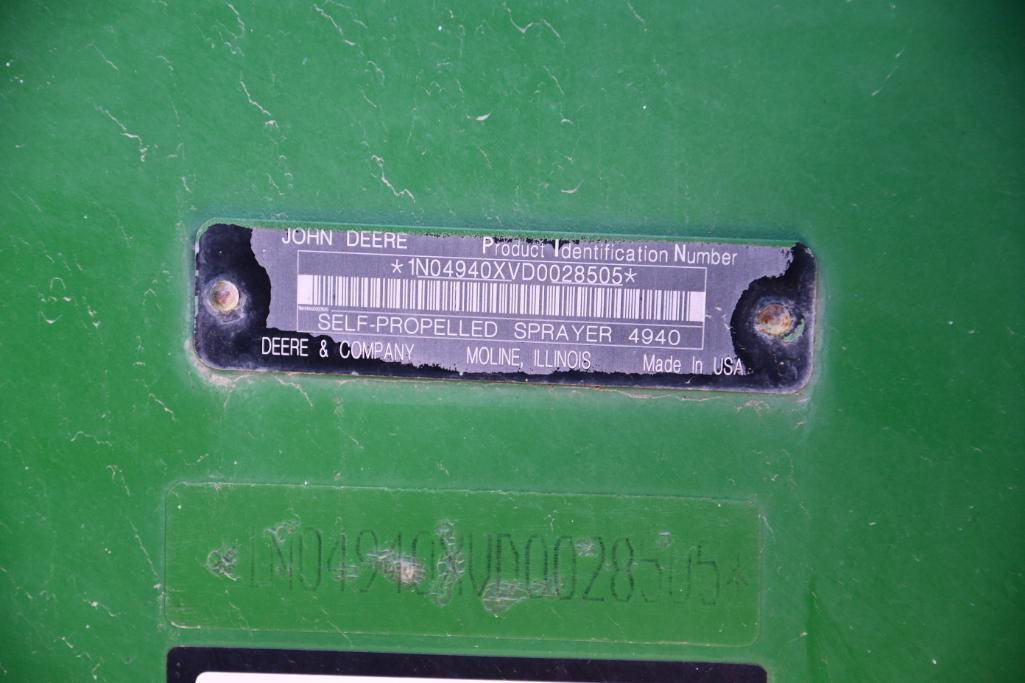 JOHN DEERE Product Identification Number
*1N04940XVD0028505*
SELF-PROPELLED SPRAYER 4940
DEERE & COMPANY MOLINE, ILLINOIS Made In USA
*1N04940XVD0028505*